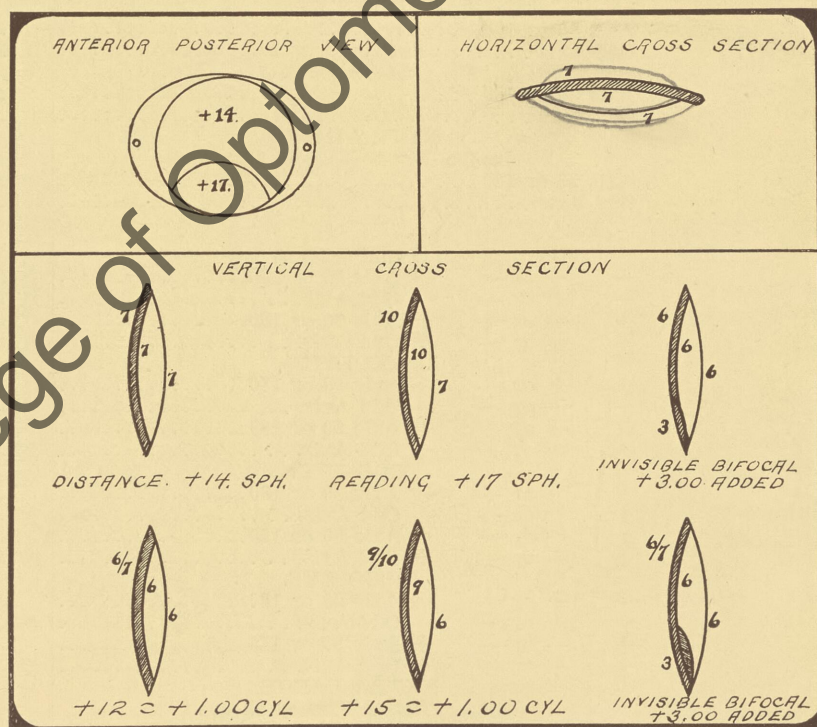 ANTERIOR POSTERIOR VIEW
+14.
+17.
HORIZONTAL CROSS SECTION
7
7
7
VERTICAL CROSS SECTION
7
7
7
DISTANCE. +14. SPH.
10
10
7
READING +17 SPH.
6
6
6
3
INVISIBLE BIFOCAL
+3.00 ADDED
6/7
6
6
+12 = +1.00 CYL
9/10
9
6
+15 = +1.00 CYL
6/7
6
6
3
INVISIBLE BIFOCAL
+3.00 ADDED
ege of Optome